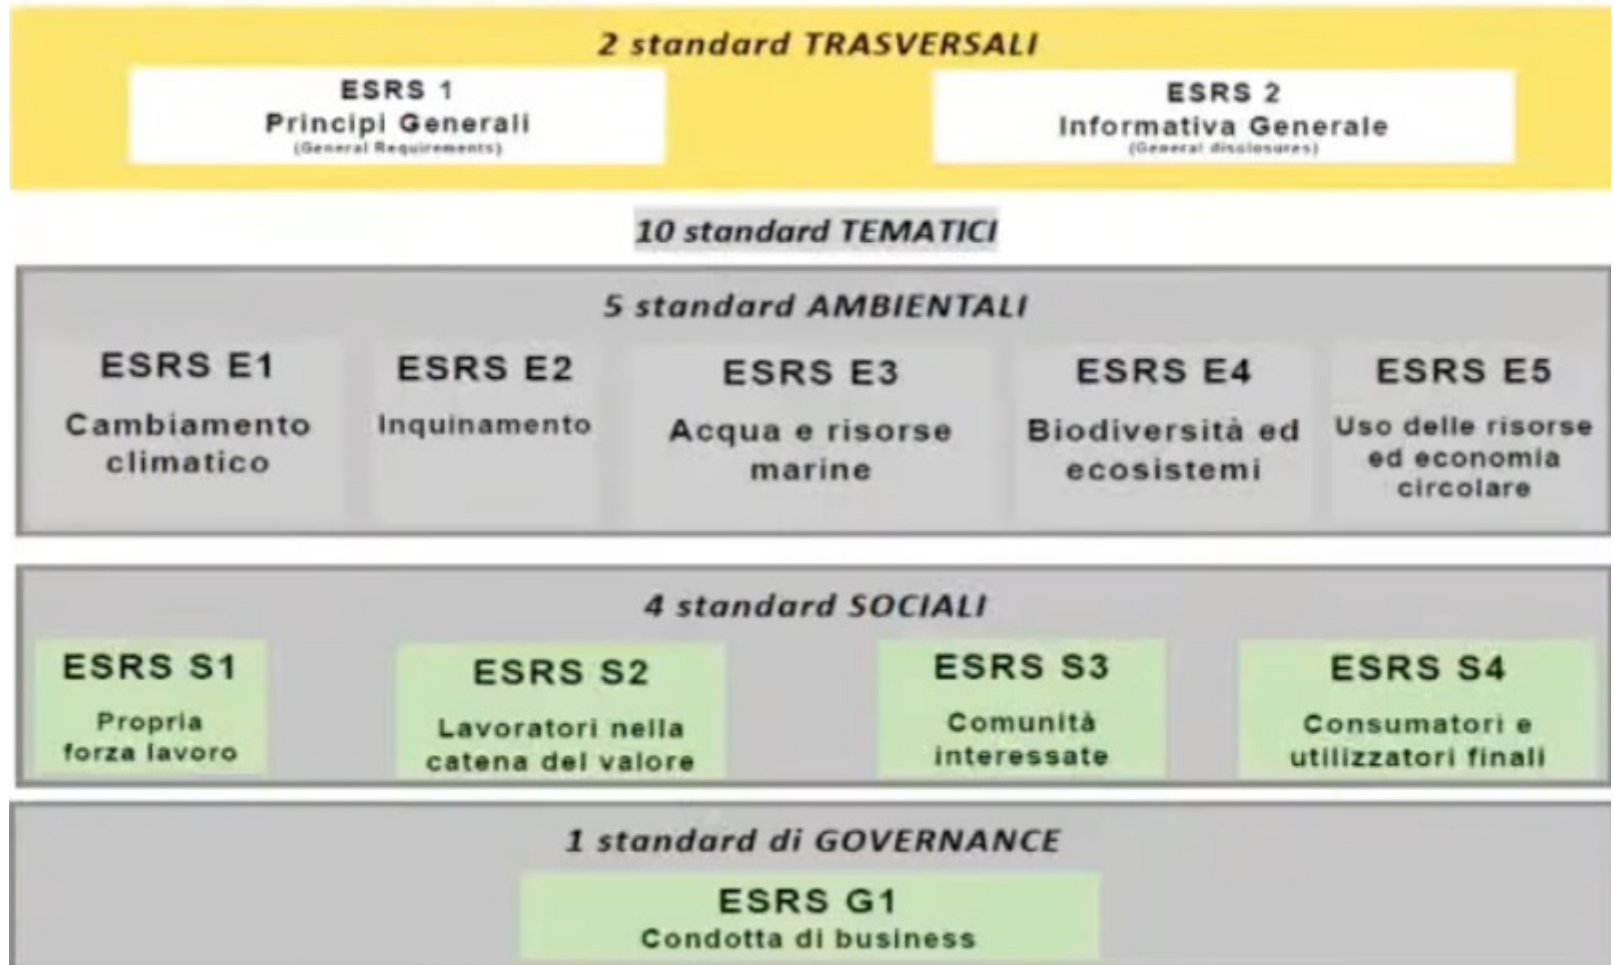 2 standard TRASVERSALI
ESRS 1
Principi Generali
(General Requirements)
ESRS 2
Informativa Generale
(General disclosures)
10 standard TEMATICI
5 standard AMBIENTALI
ESRS E1
Cambiamento
climatico
ESRS E2
Inquinamento
ESRS E3
Acqua e risorse
marine
ESRS E4
Biodiversità ed
ecosistemi
ESRS E5
Uso delle risorse
ed economia
circolare
4 standard SOCIALI
ESRS S1
Propria
forza lavoro
ESRS S2
Lavoratori nella
catena del valore
ESRS S3
Comunità
interessate
ESRS S4
Consumatori e
utilizzatori finali
1 standard di GOVERNANCE
ESRS G1
Condotta di business